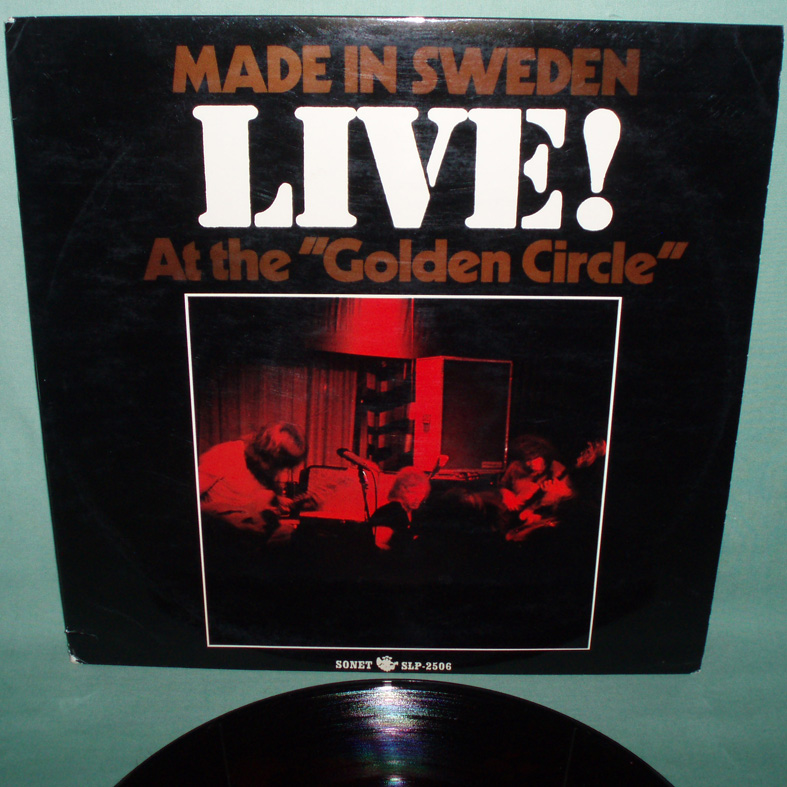 MADE IN SWEDEN
LIVE!
At the "Golden Circle"
SONET SLP-2506